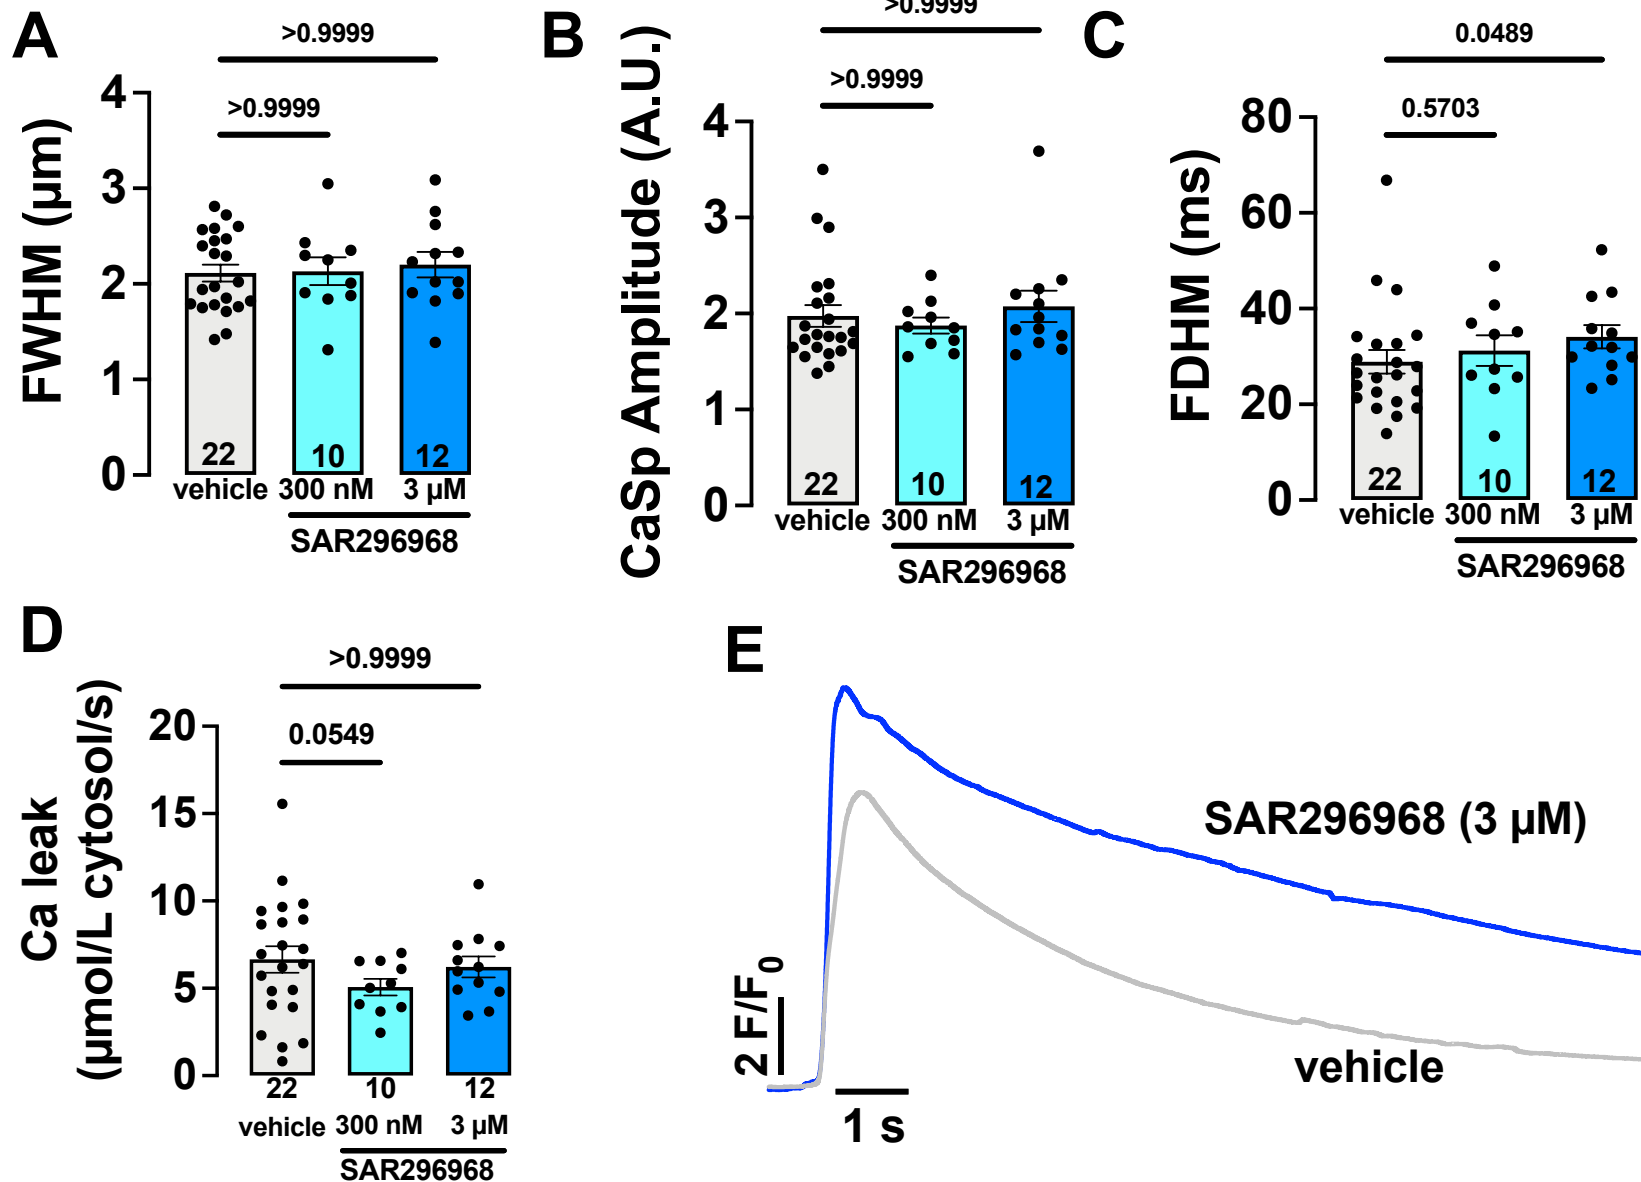 A
>0.9999
>0.9999
FWHM (µm)
4
3
2
1
0
22
10
12
vehicle 300 nM 3 µM
SAR296968
B
>0.9999
>0.9999
CaSp Amplitude (A.U.)
4
3
2
1
0
22
10
12
vehicle 300 nM 3 µM
SAR296968
C
0.0489
0.5703
FDHM (ms)
80
60
40
20
0
22
10
12
vehicle 300 nM 3 µM
SAR296968
D
>0.9999
0.0549
Ca leak
(µmol/L cytosol/s)
20
15
10
5
0
22
10
12
vehicle 300 nM 3 µM
SAR296968
E
SAR296968 (3 µM)
vehicle
2 F/F0
1 s